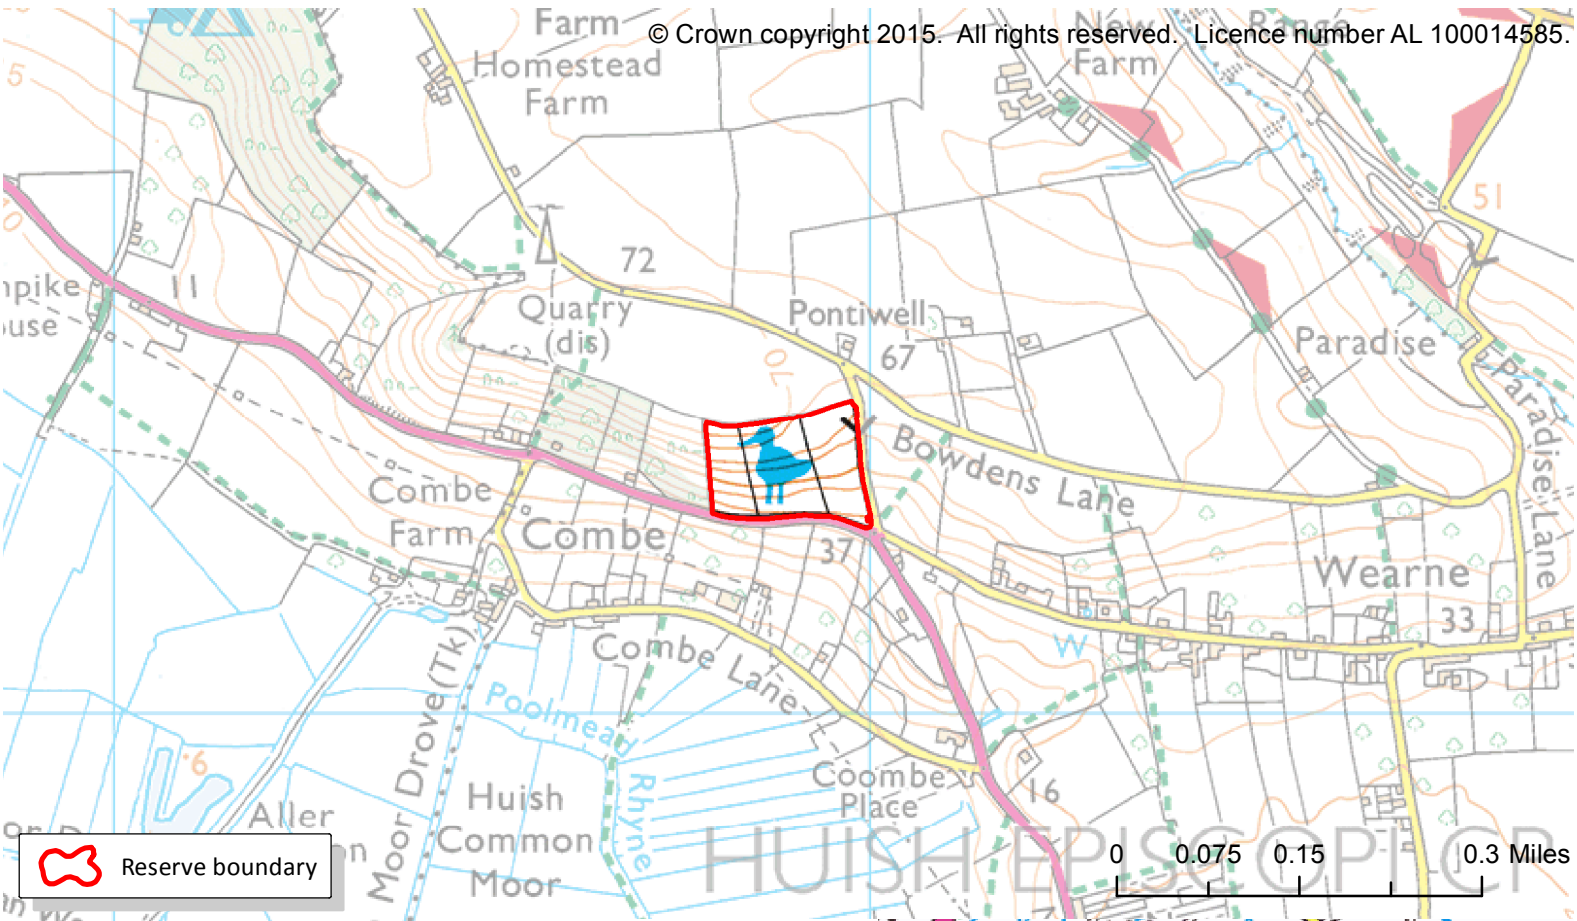 Farm
© Crown copyright 2015. All rights reserved. Licence number AL 100014585.
New
Farm
Range
Homestead
Farm
5
51
10
11
72
Quarry
(dis)
Pontiwell
67
70
Paradise
Paradise Lane
Bowdens Lane
Combe
Farm
Combe
37
Wearne
33
W
Combe Lane
Moor Drove (Tk)
Poolmead
Rhyne
6
Aller
Huish
Common
Moor
Coombe
Place
16
HUISH EPISCOPI CP
Reserve boundary
0 0.075 0.15 0.3 Miles